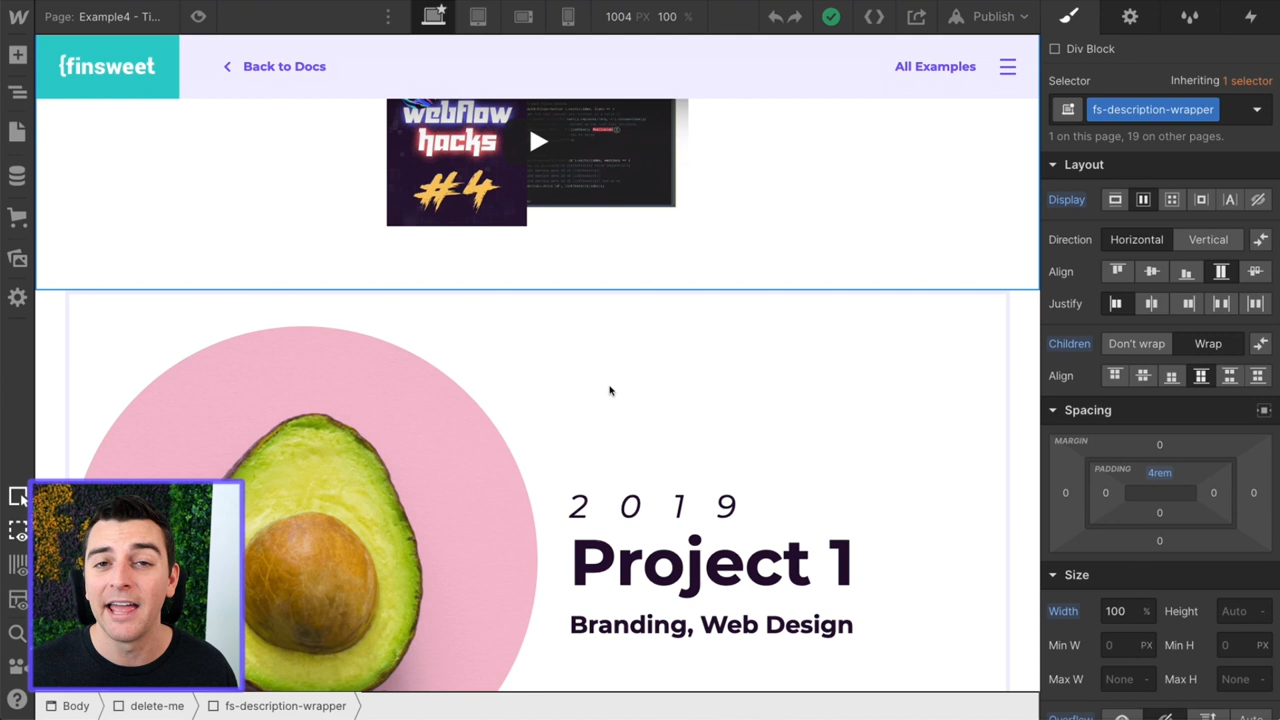 Page: Example4 - Ti...
1004 PX 100 %
Publish
{finsweet
Back to Docs
All Examples
webflow
hacks
#4
2019
Project 1
Branding, Web Design
Div Block
Selector
Inheriting 1 selector
fs-description-wrapper
1 on this page, 19 on other pages.
Layout
Display
Direction
Horizontal
Vertical
Align
Justify
Children
Don't wrap
Wrap
Align
Spacing
MARGIN
0
PADDING
4rem
0
0
0
0
0
0
Size
Width
100 %
Height
Auto -
Min W
0 PX
Min H
0 PX
Max W
None -
Max H
None -
Overflow
Auto
Body
delete-me
fs-description-wrapper